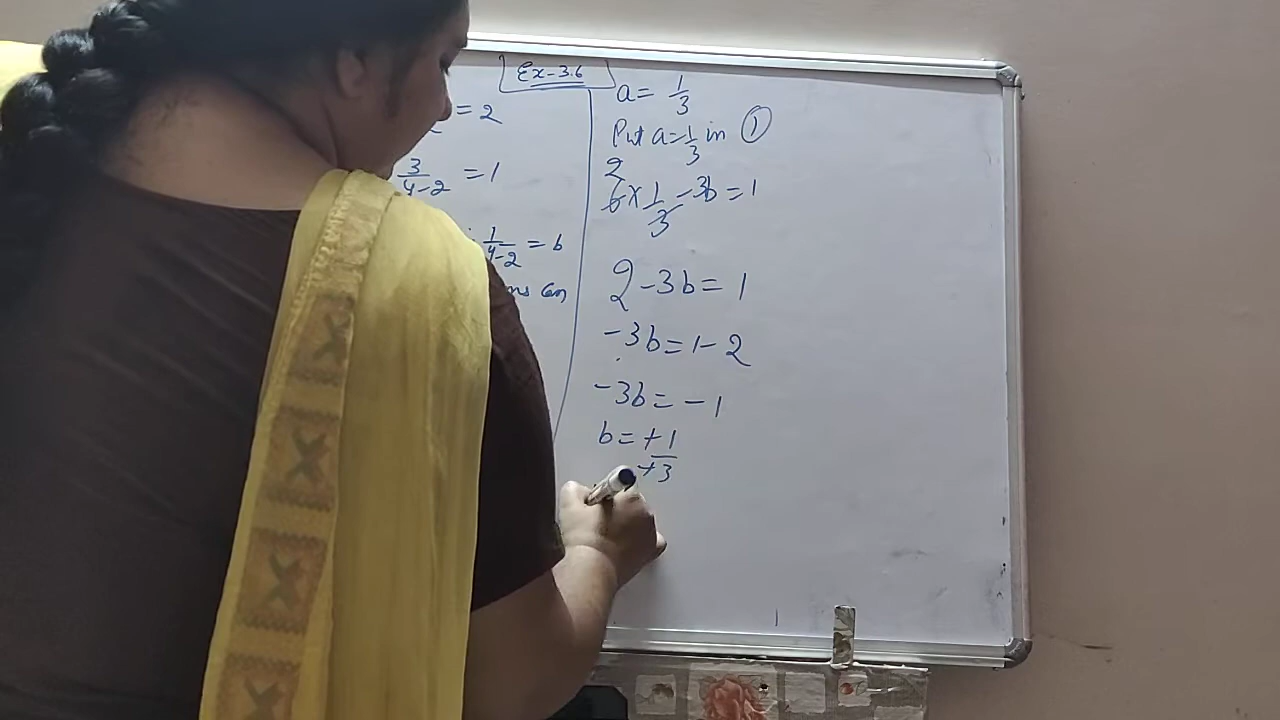 Ex-3.6
= 2
3/y-2 = 1
1/y-2 = b
a = 1/3
Put a=1/3 in ①
2
6×1/3 -3b = 1
2 -3b = 1
-3b = 1-2
-3b = -1
b = +1/+3